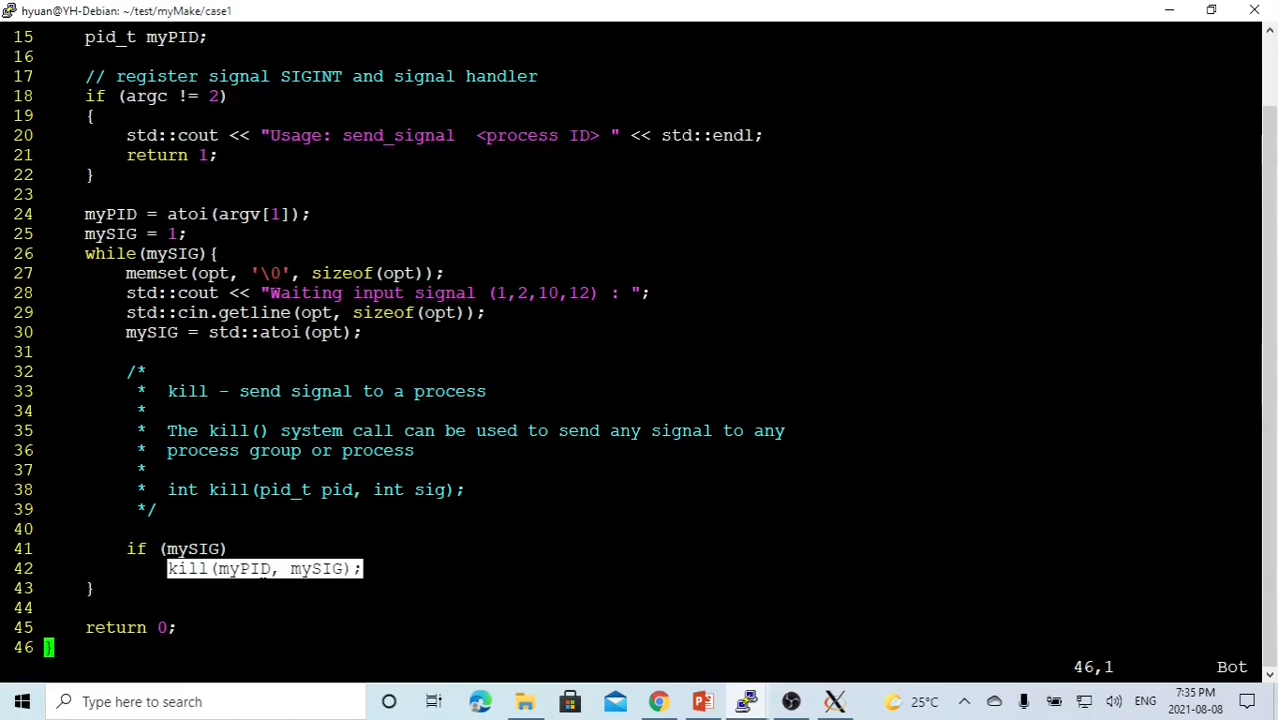 hyuan@YH-Debian: ~/test/myMake/case1
15     pid_t myPID;
16
17     // register signal SIGINT and signal handler
18     if (argc != 2)
19     {
20         std::cout << "Usage: send_signal  <process ID> " << std::endl;
21         return 1;
22     }
23
24     myPID = atoi(argv[1]);
25     mySIG = 1;
26     while(mySIG){
27         memset(opt, '\0', sizeof(opt));
28         std::cout << "Waiting input signal (1,2,10,12) : ";
29         std::cin.getline(opt, sizeof(opt));
30         mySIG = std::atoi(opt);
31
32         /*
33          *  kill - send signal to a process
34          *
35          *  The kill() system call can be used to send any signal to any
36          *  process group or process
37          *
38          *  int kill(pid_t pid, int sig);
39          */
40
41         if (mySIG)
42             kill(myPID, mySIG);
43     }
44
45     return 0;
46 }
46,1 Bot
Type here to search
25°C
ENG
7:35 PM
2021-08-08